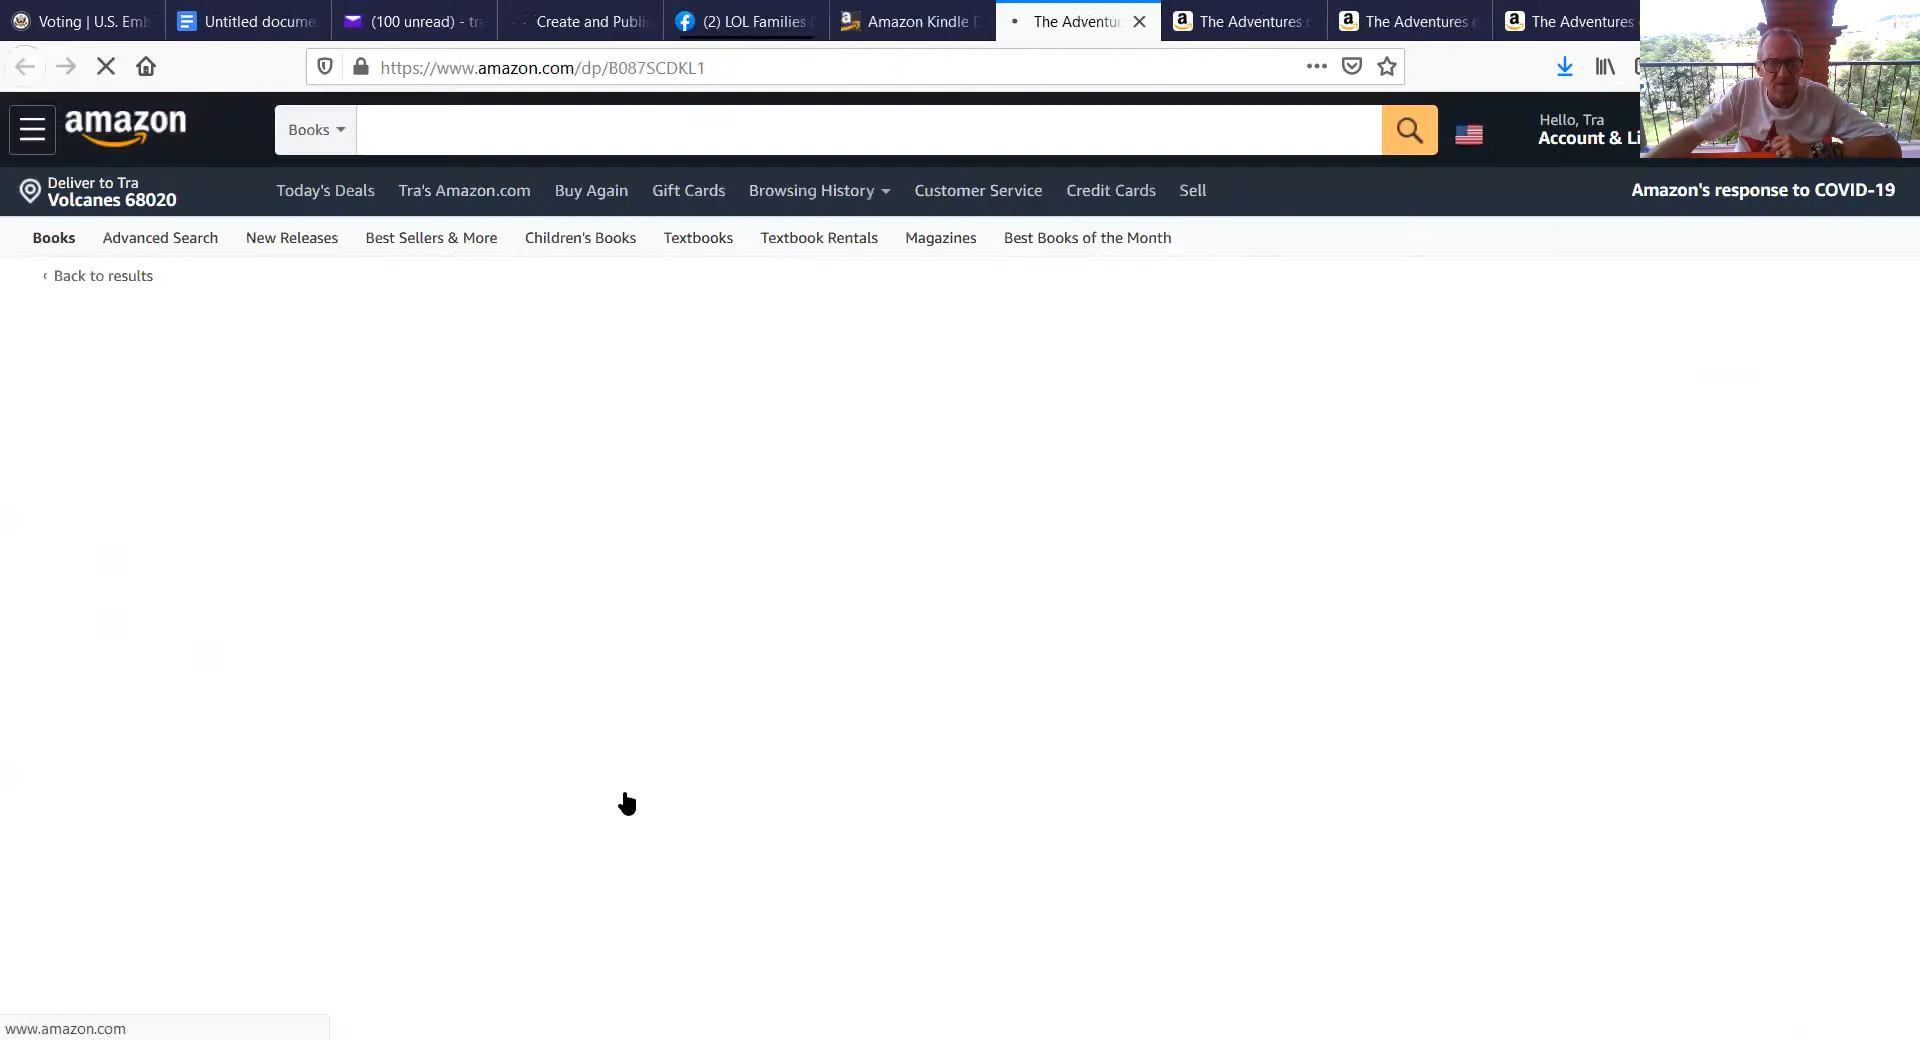 Voting | U.S. Emb
Untitled docume
(100 unread) - tra
Create and Publi
(2) LOL Families
Amazon Kindle D
The Adventur
The Adventures
The Adventures
The Adventures
https://www.amazon.com/dp/B087SCDKL1
amazon
Books
Hello, Tra
Account & Li
Deliver to Tra
Volcanes 68020
Today's Deals
Tra's Amazon.com
Buy Again
Gift Cards
Browsing History
Customer Service
Credit Cards
Sell
Amazon's response to COVID-19
Books
Advanced Search
New Releases
Best Sellers & More
Children's Books
Textbooks
Textbook Rentals
Magazines
Best Books of the Month
‹ Back to results
www.amazon.com